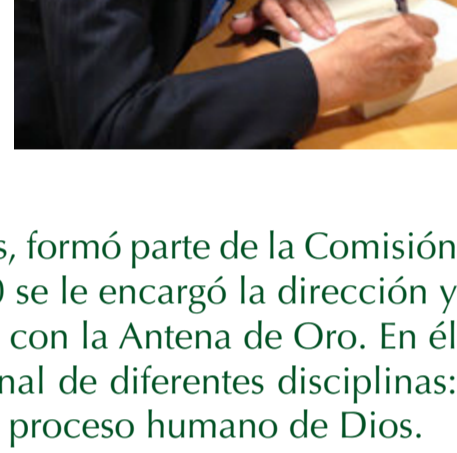 s, formó parte de la Comisión
0 se le encargó la dirección y
con la Antena de Oro. En él
nal de diferentes disciplinas:
proceso humano de Dios.